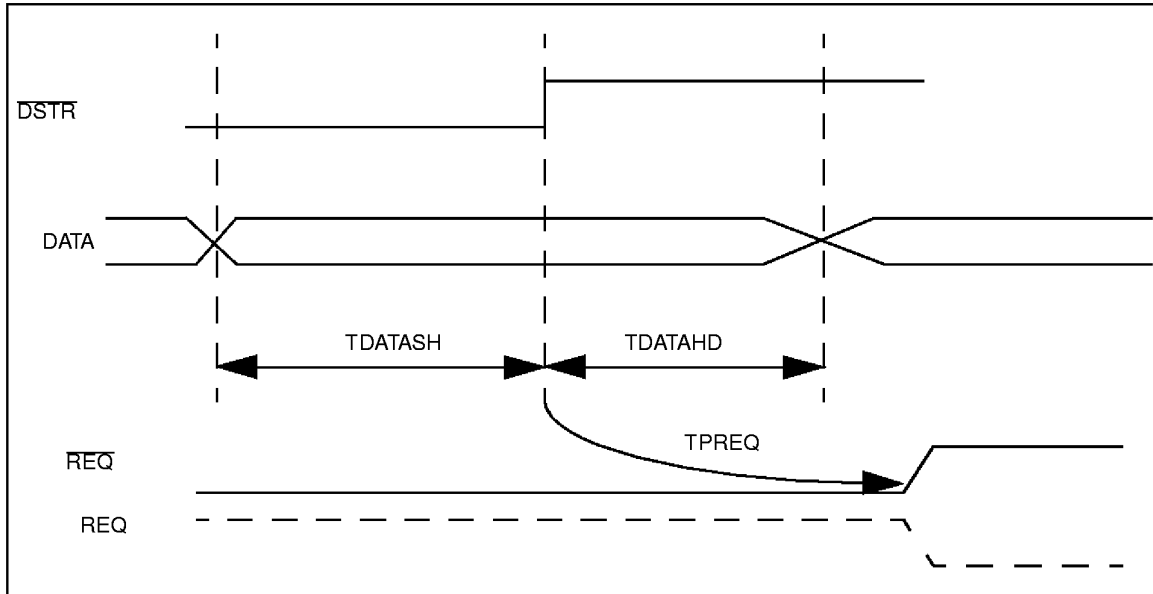 DSTR
DATA
TDATASH
TDATAHD
TPREQ
REQ
REQ